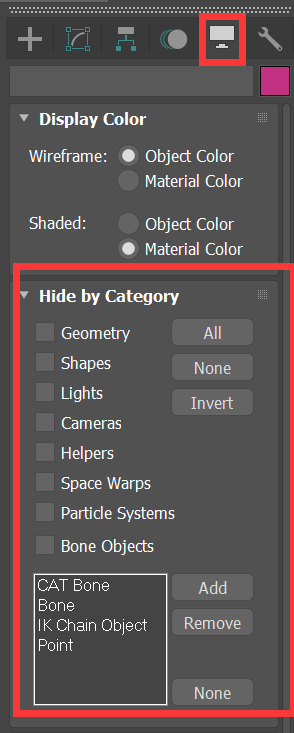 Display Color
Wireframe: Object Color
Material Color
Shaded: Object Color
Material Color
Hide by Category
Geometry All
Shapes None
Lights Invert
Cameras
Helpers
Space Warps
Particle Systems
Bone Objects
CAT Bone Add
Bone
IK Chain Object Remove
Point
None